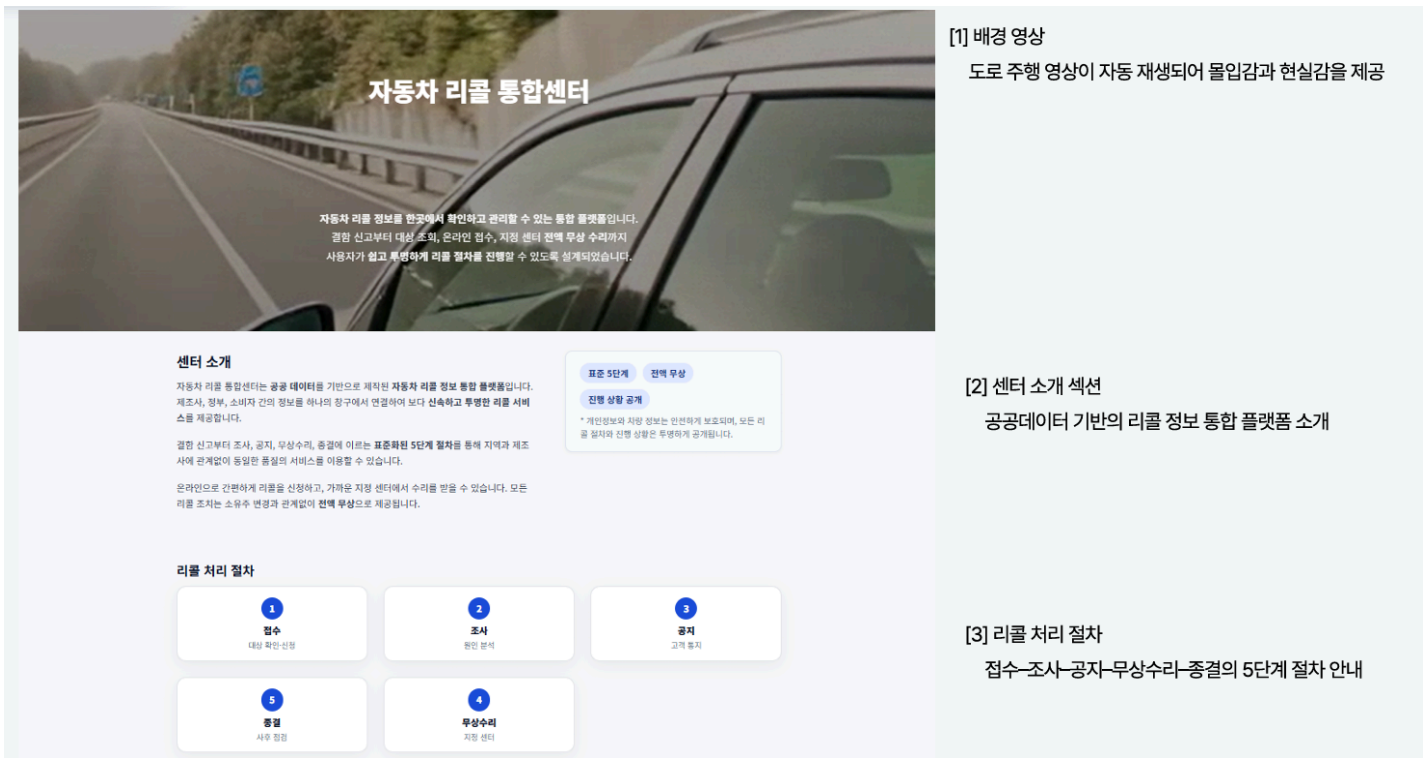 자동차 리콜 통합센터
자동차 리콜 정보를 한곳에서 확인하고 관리할 수 있는 통합 플랫폼입니다.
결함 신고부터 대상 조회, 온라인 접수, 지정 센터 전액 무상 수리까지
사용자가 쉽고 투명하게 리콜 절차를 진행할 수 있도록 설계되었습니다.
센터 소개
자동차 리콜 통합센터는 공공 데이터를 기반으로 제작된 자동차 리콜 정보 통합 플랫폼입니다.
제조사, 정부, 소비자 간의 정보를 하나의 창구에서 연결하여 보다 신속하고 투명한 리콜 서비
스를 제공합니다.
결함 신고부터 조사, 공지, 무상수리, 종결에 이르는 표준화된 5단계 절차를 통해 지역과 제조
사에 관계없이 동일한 품질의 서비스를 이용할 수 있습니다.
온라인으로 간편하게 리콜을 신청하고, 가까운 지정 센터에서 수리를 받을 수 있습니다. 모든
리콜 조치는 소유주 변경과 관계없이 전액 무상으로 제공됩니다.
표준 5단계
전액 무상
진행 상황 공개
* 개인정보와 차량 정보는 안전하게 보호되며, 모든 리
콜 절차와 진행 상황은 투명하게 공개됩니다.
리콜 처리 절차
1
접수
대상 확인·신청
2
조사
원인 분석
3
공지
고객 통지
5
종결
사후 점검
4
무상수리
지정 센터
[1] 배경 영상
도로 주행 영상이 자동 재생되어 몰입감과 현실감을 제공
[2] 센터 소개 섹션
공공데이터 기반의 리콜 정보 통합 플랫폼 소개
[3] 리콜 처리 절차
접수–조사–공지–무상수리–종결의 5단계 절차 안내